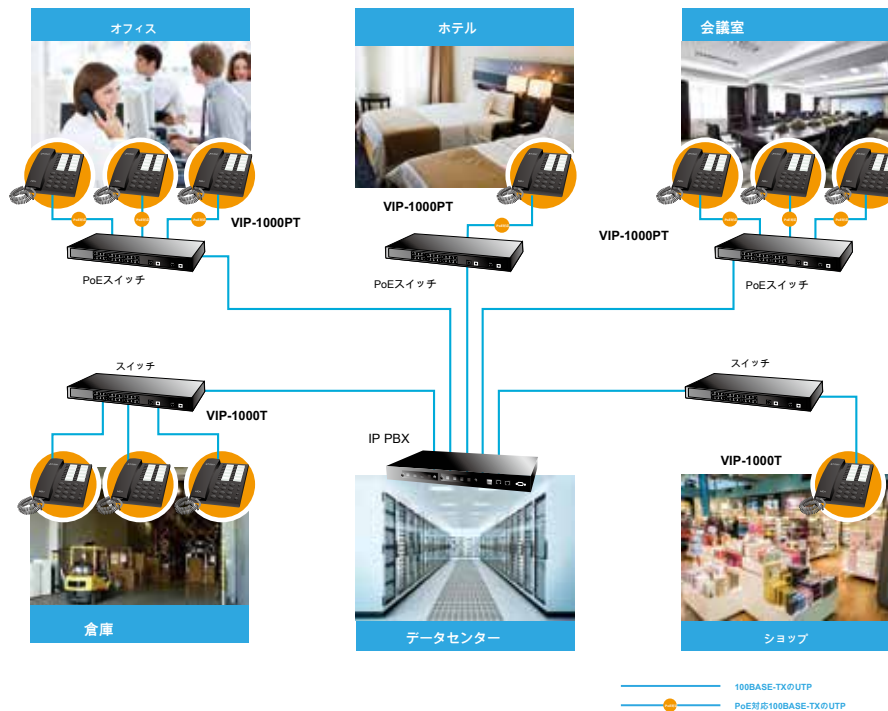 オフィス
ホテル
会議室
VIP-1000PT
VIP-1000PT
VIP-1000PT
PoEスイッチ
PoEスイッチ
PoEスイッチ
スイッチ
スイッチ
VIP-1000T
IP PBX
VIP-1000T
倉庫
データセンター
ショップ
100BASE-TXのUTP
PoE対応100BASE-TXのUTP